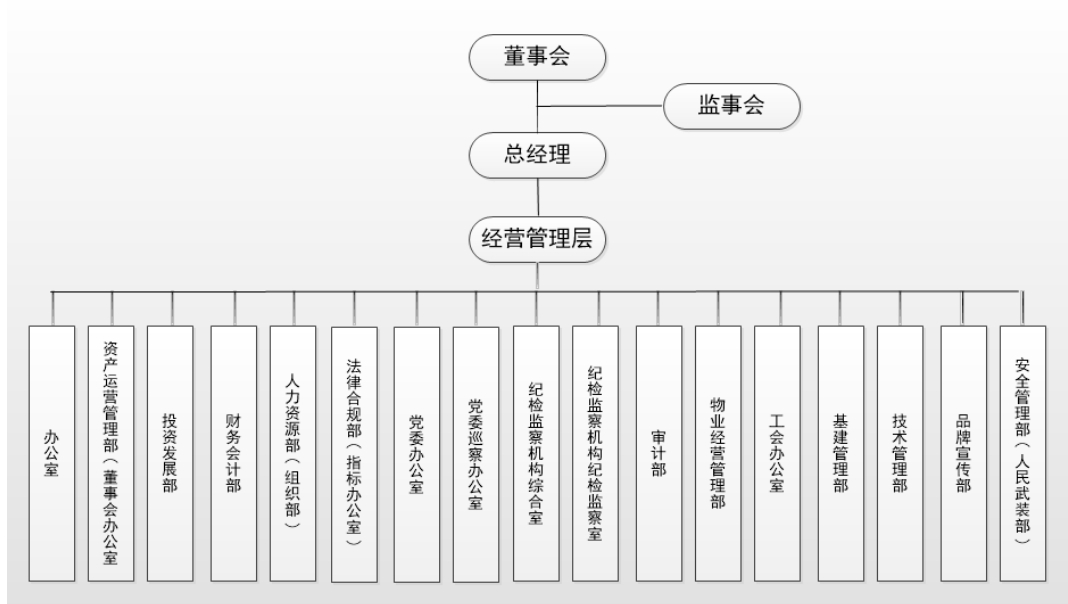 董事会
监事会
总经理
经营管理层
办公室
资产运营管理部（董事会办公室
投资发展部
财务会计部
人力资源部（组织部）
法律合规部（指标办公室）
党委办公室
党委巡察办公室
纪检监察机构综合室
纪检监察机构纪检监察室
审计部
物业经营管理部
工会办公室
基建管理部
技术管理部
品牌宣传部
安全管理部（人民武装部）